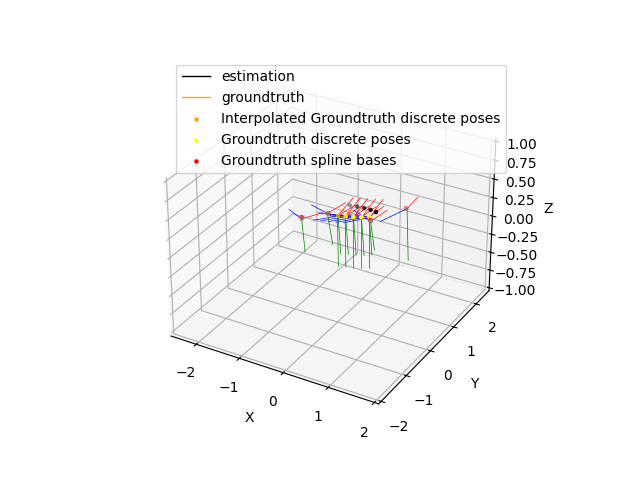 estimation
groundtruth
Interpolated Groundtruth discrete poses
Groundtruth discrete poses
Groundtruth spline bases
1.00
0.75
0.50
0.25
0.00
−0.25
−0.50
−0.75
−1.00
Z
−2
−1
0
1
2
X
−2
−1
0
1
2
Y